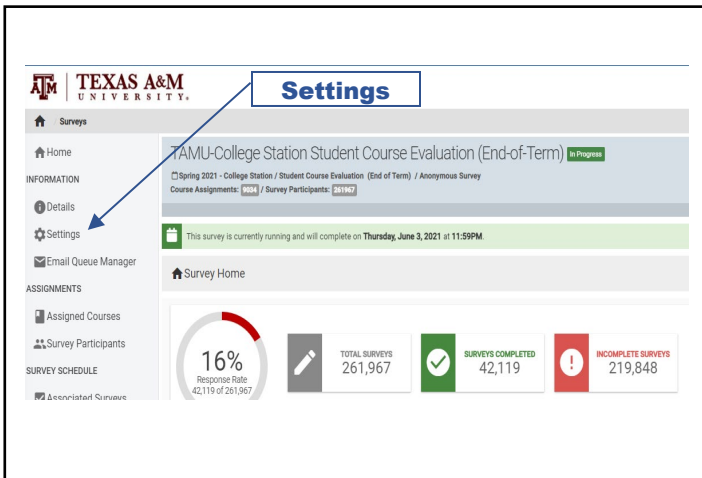 TEXAS A&M
UNIVERSITY.
Settings
Surveys
Home
INFORMATION
Details
Settings
Email Queue Manager
ASSIGNMENTS
Assigned Courses
Survey Participants
SURVEY SCHEDULE
Associated Surveys
TAMU-College Station Student Course Evaluation (End-of-Term) In Progress
Spring 2021 - College Station / Student Course Evaluation (End of Term) / Anonymous Survey
Course Assignments: 9034 / Survey Participants: 261967
This survey is currently running and will complete on Thursday, June 3, 2021 at 11:59PM.
Survey Home
16%
Response Rate
42,119 of 261,967
TOTAL SURVEYS
261,967
SURVEYS COMPLETED
42,119
INCOMPLETE SURVEYS
219,848